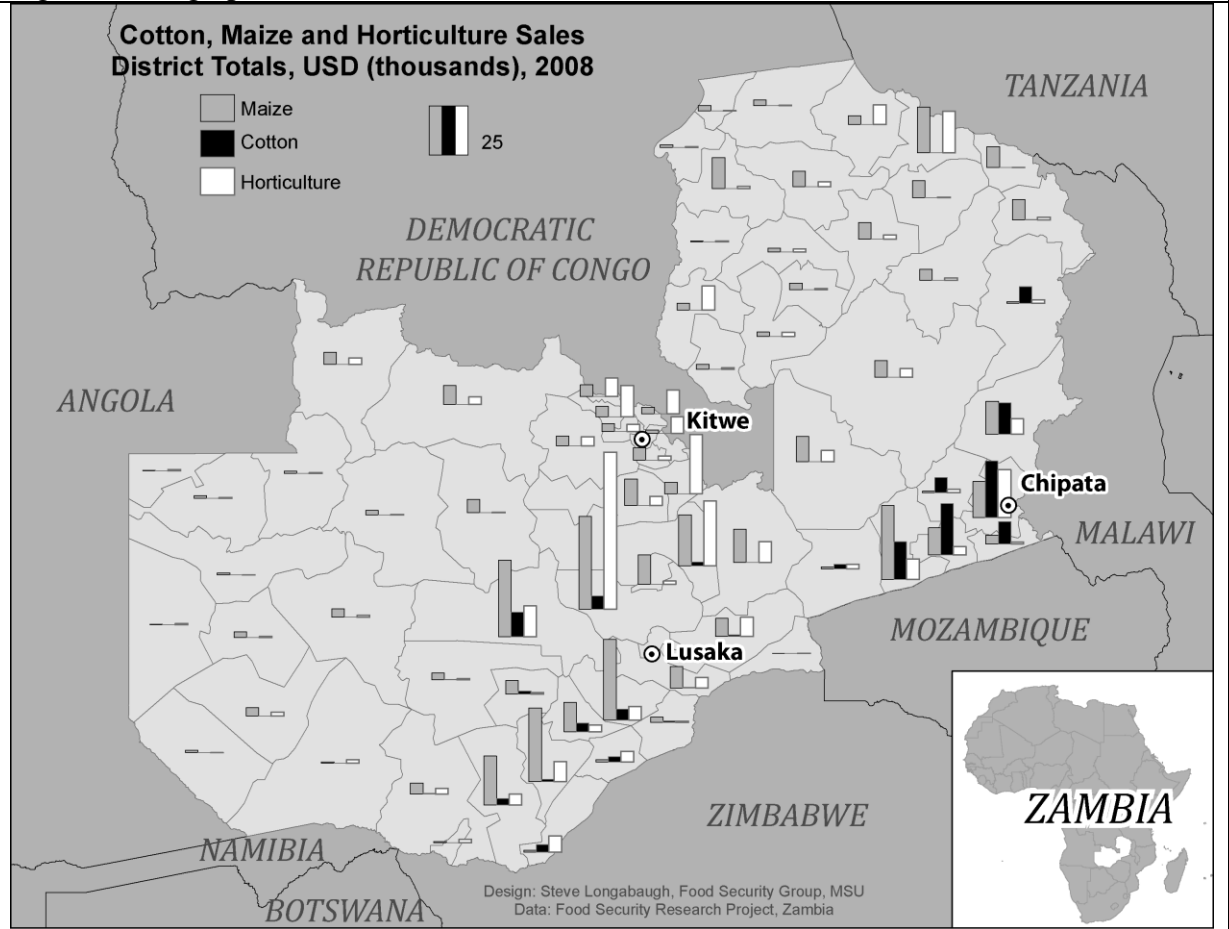 Cotton, Maize and Horticulture Sales
District Totals, USD (thousands), 2008
Maize
Cotton
Horticulture
25
TANZANIA
DEMOCRATIC
REPUBLIC OF CONGO
ANGOLA
Kitwe
Chipata
MALAWI
MOZAMBIQUE
Lusaka
ZIMBABWE
ZAMBIA
NAMIBIA
BOTSWANA
Design: Steve Longabaugh, Food Security Group, MSU
Data: Food Security Research Project, Zambia